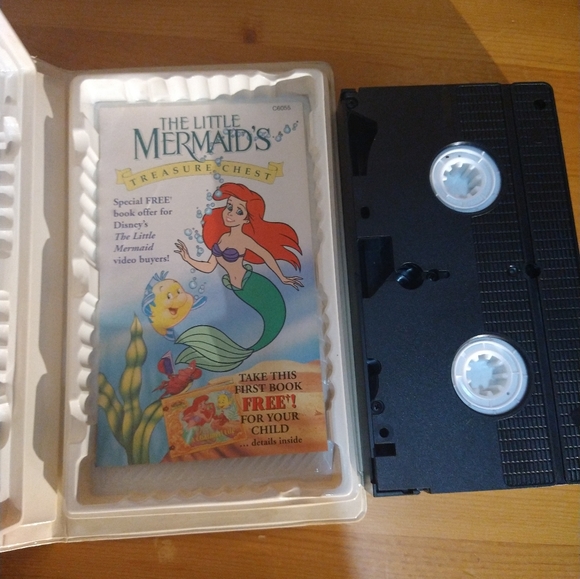 C6055
THE LITTLE
MERMAID'S
TREASURE CHEST
Special FREE†
book offer for
Disney's
The Little
Mermaid
video buyers!
TAKE THIS
FIRST BOOK
FREE†!
FOR YOUR
CHILD
... details inside